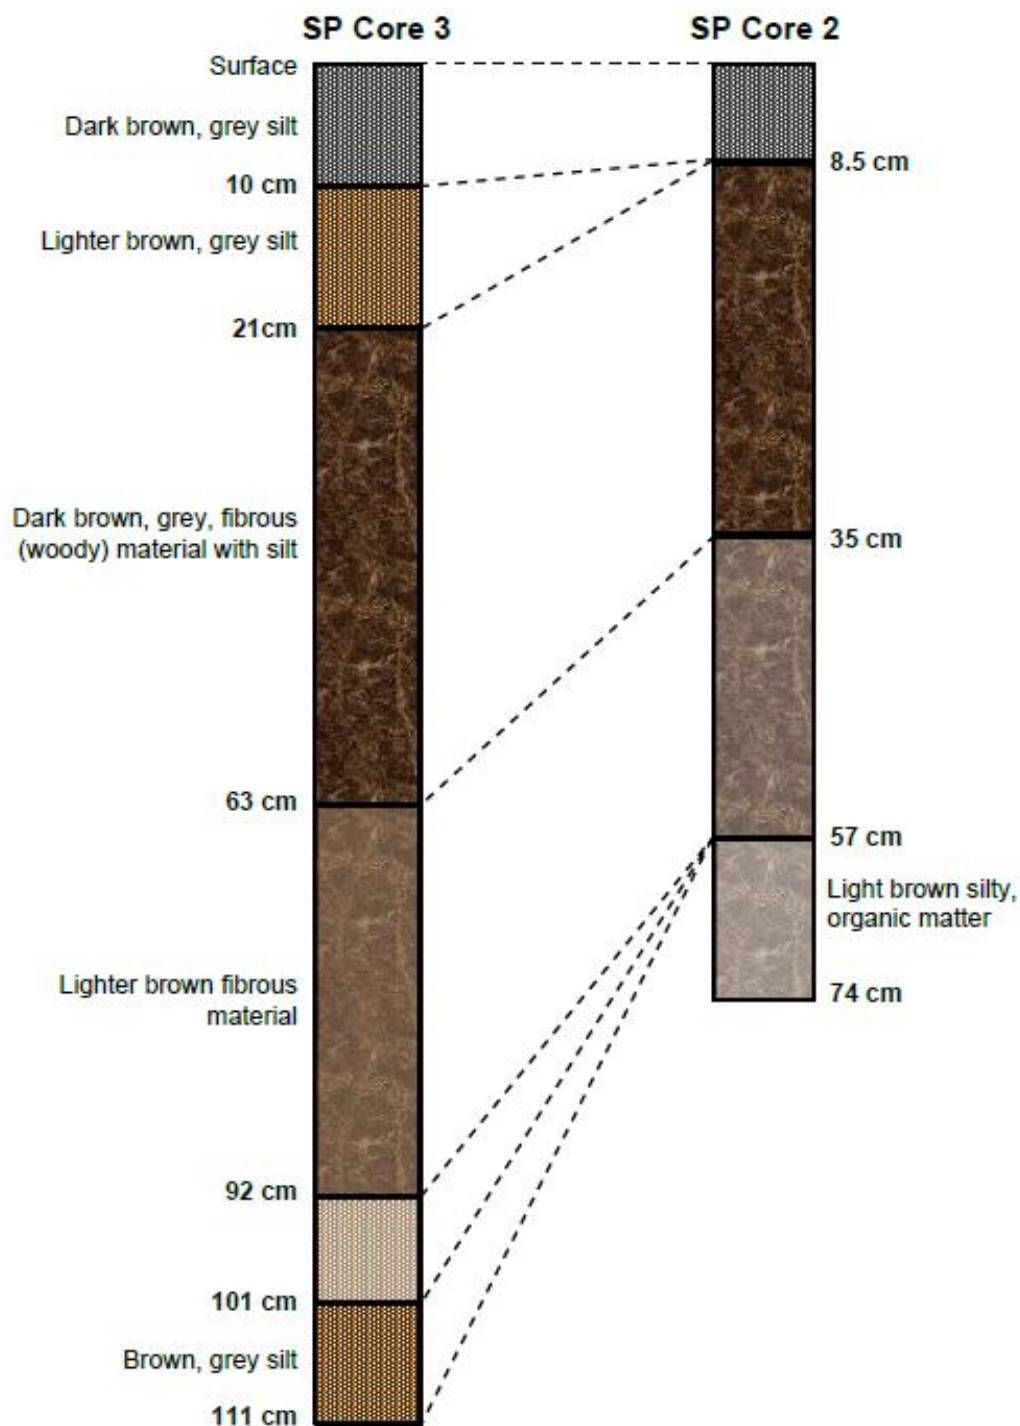 SP Core 3
SP Core 2
Surface
Dark brown, grey silt
8.5 cm
10 cm
Lighter brown, grey silt
21cm
Dark brown, grey, fibrous
(woody) material with silt
35 cm
63 cm
57 cm
Light brown silty,
organic matter
74 cm
Lighter brown fibrous
material
92 cm
101 cm
Brown, grey silt
111 cm